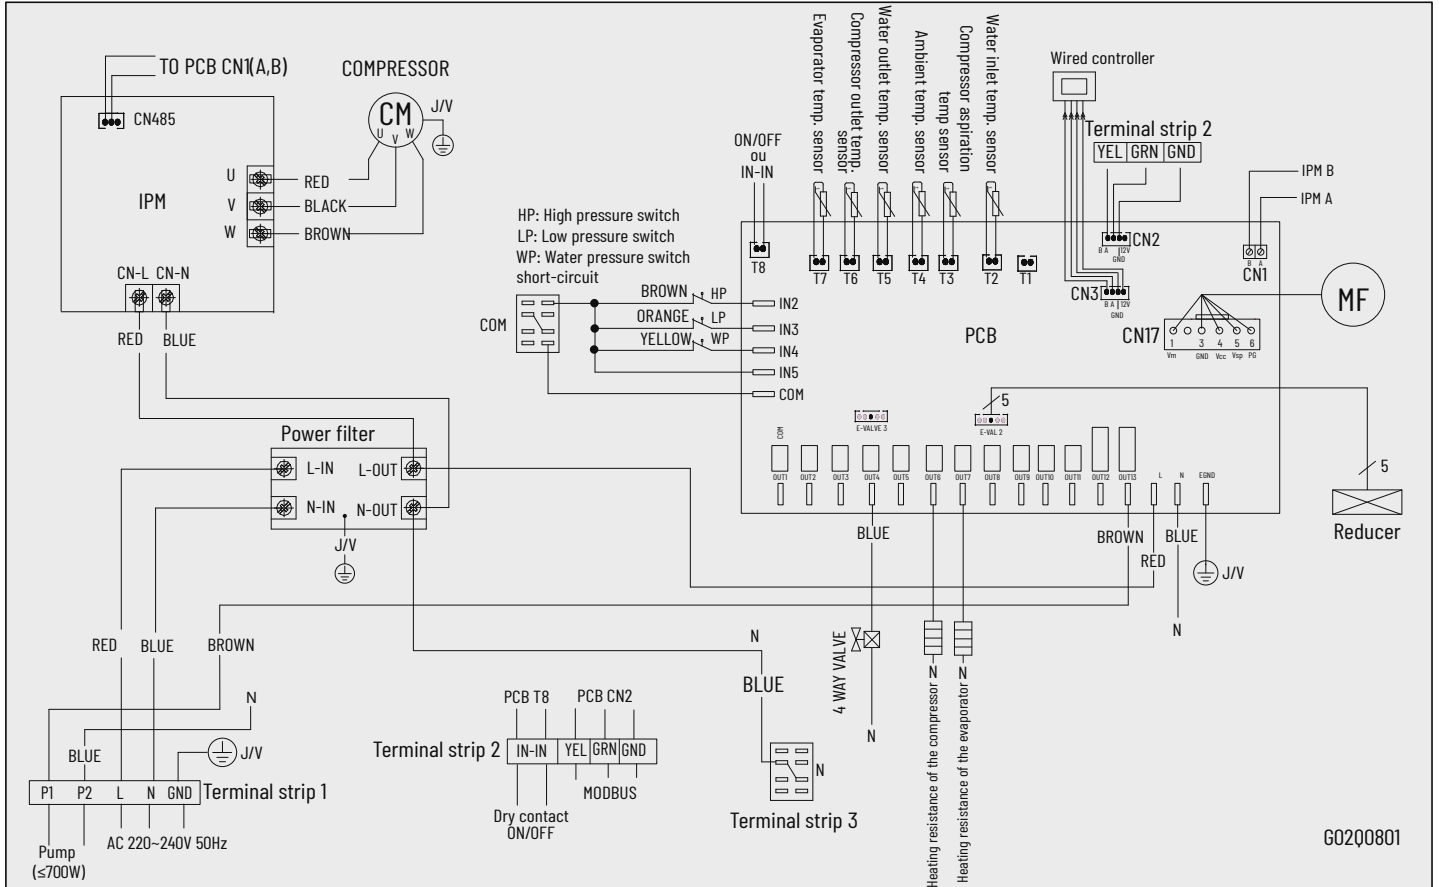 TO PCB CN1(A,B)
CN485
IPM
U
V
W
RED
BLACK
BROWN
CN-L CN-N
RED
BLUE
COMPRESSOR
CM
U V W
J/V
Power filter
L-IN L-OUT
N-IN N-OUT
J/V
HP: High pressure switch
LP: Low pressure switch
WP: Water pressure switch
short-circuit
COM
BROWN HP
ORANGE LP
YELLOW WP
IN2
IN3
IN4
IN5
COM
ON/OFF
ou
IN-IN
Evaporator temp. sensor
Compressor outlet temp.
sensor
Water outlet temp. sensor
Ambient temp. sensor
Compressor aspiration
temp sensor
Water inlet temp. sensor
T8
T7
T6
T5
T4
T3
T2
T1
PCB
Wired controller
Terminal strip 2
YEL GRN GND
CN2
B A 12V
GND
CN3
B A 12V
GND
IPM B
IPM A
B A
CN1
MF
CN17
1 3 4 5 6
Vm GND Vcc Vsp PG
E-VALVE 3
E-VAL 2
5
5
Reducer
COM
OUT1 OUT2 OUT3 OUT4 OUT5 OUT6 OUT7 OUT8 OUT9 OUT10 OUT11 OUT12 OUT13 L N EGND
BLUE
BROWN
RED
BLUE
J/V
N
4 WAY VALVE
N
N
Heating resistance of the compressor
N
Heating resistance of the evaporator
RED
BLUE
BROWN
N
BLUE
J/V
P1 P2 L N GND
Terminal strip 1
Pump
(≤700W)
AC 220~240V 50Hz
PCB T8
PCB CN2
Terminal strip 2
IN-IN YEL GRN GND
Dry contact
ON/OFF
MODBUS
N
BLUE
N
Terminal strip 3
G02Q0801